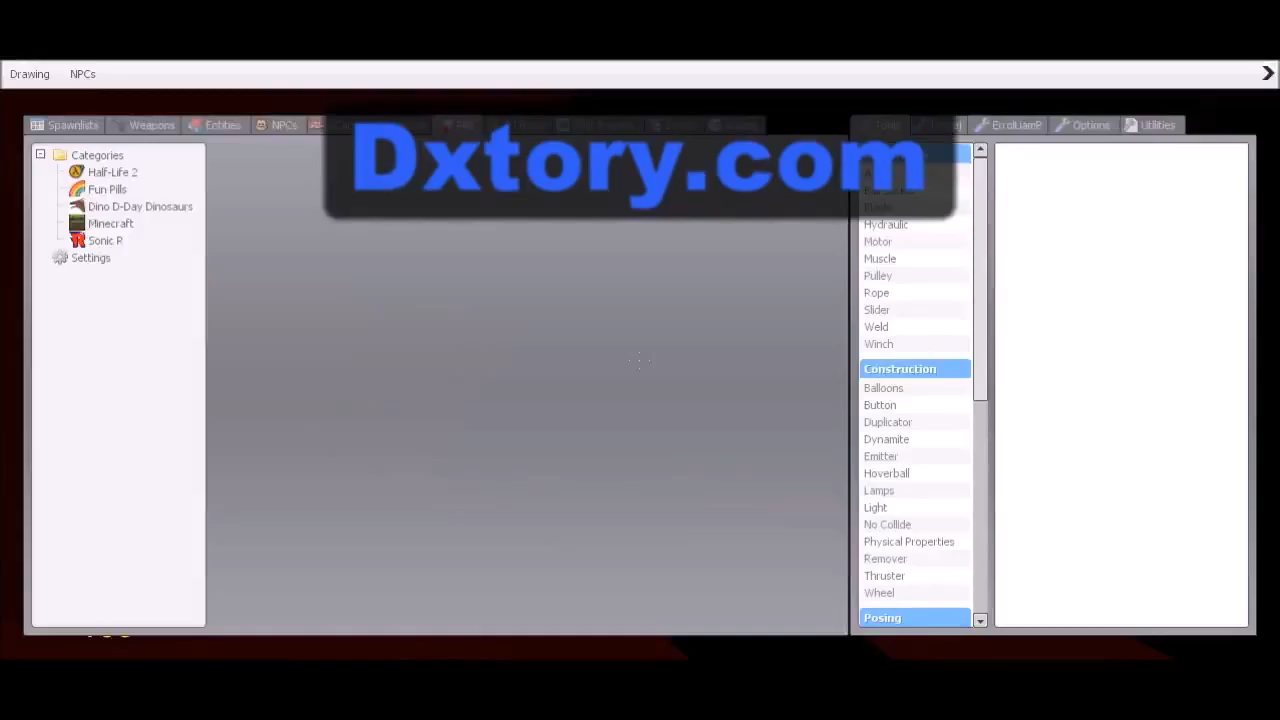 Drawing NPCs
Spawnlists Weapons Entities NPCs
ErrolLiamP Options Utilities
Dxtory.com
Categories
Half-Life 2
Fun Pills
Dino D-Day Dinosaurs
Minecraft
Sonic R
Settings
Hydraulic
Motor
Muscle
Pulley
Rope
Slider
Weld
Winch
Construction
Balloons
Button
Duplicator
Dynamite
Emitter
Hoverball
Lamps
Light
No Collide
Physical Properties
Remover
Thruster
Wheel
Posing